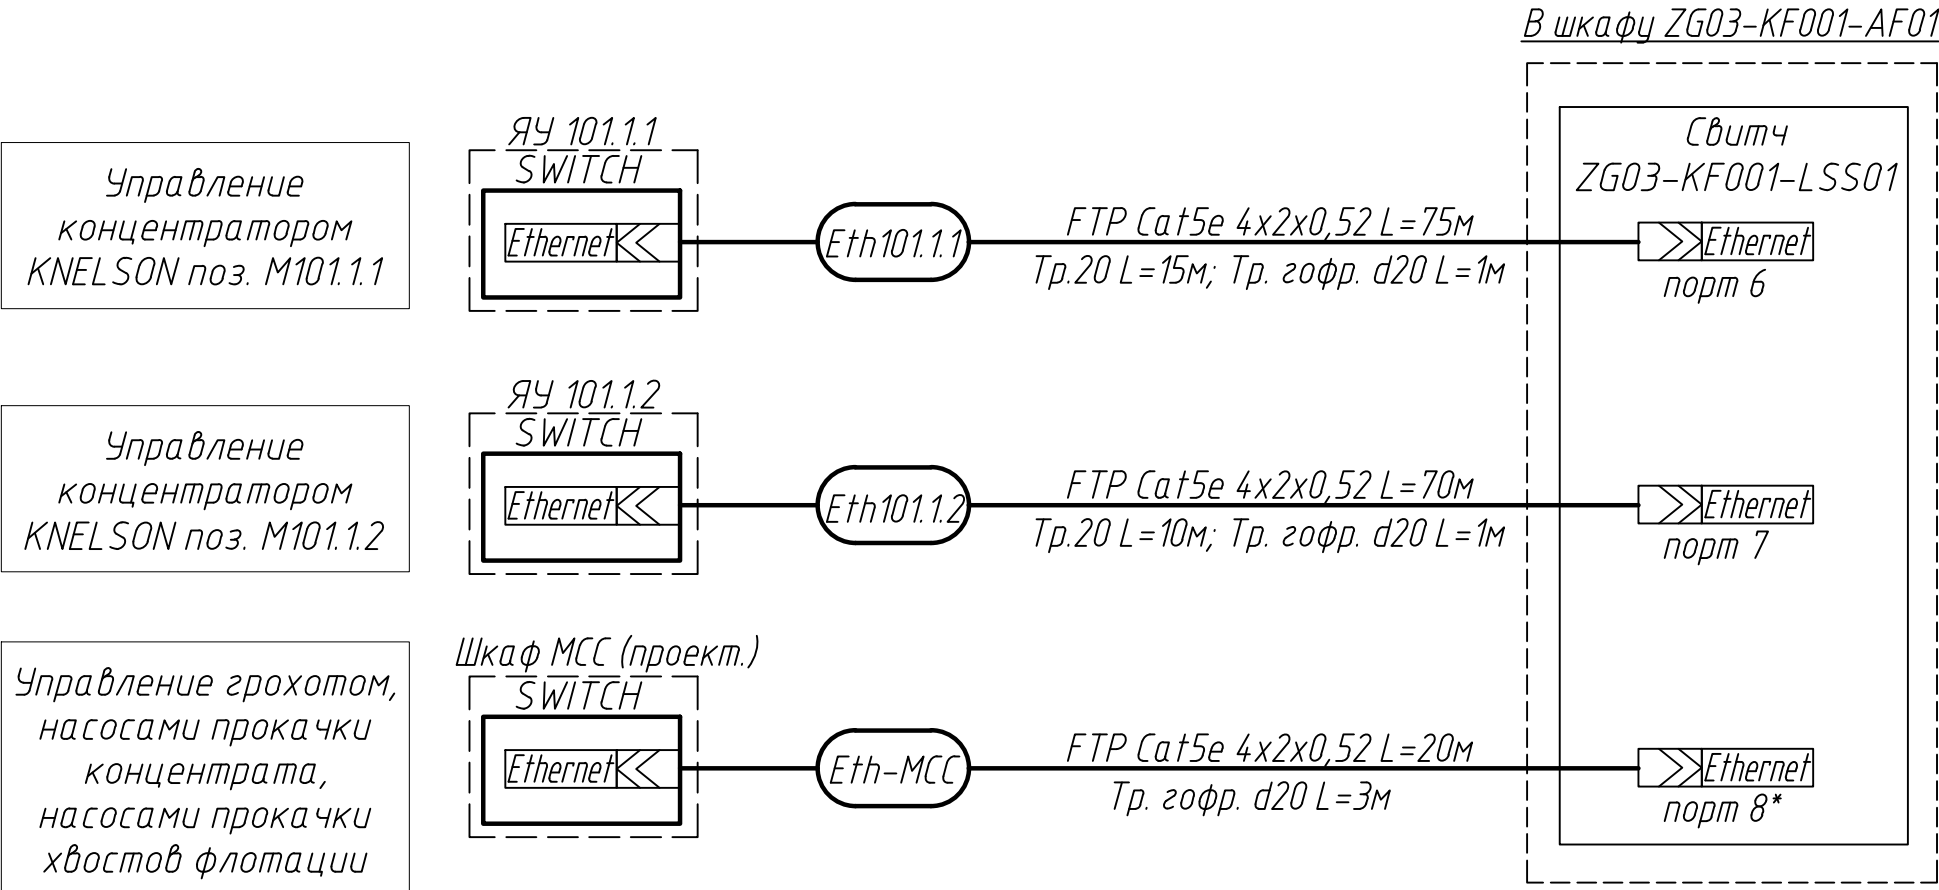 В шкафу ZG03-KF001-AF01
Свитч
ZG03-KF001-LSS01
Управление
концентратором
KNELSON поз. М101.1.1
ЯУ 101.1.1
SWITCH
Ethernet
Eth101.1.1
FTP Cat5e 4x2x0,52 L=75м
Тр.20 L=15м; Тр. гофр. d20 L=1м
Ethernet
порт 6
Управление
концентратором
KNELSON поз. М101.1.2
ЯУ 101.1.2
SWITCH
Ethernet
Eth101.1.2
FTP Cat5e 4x2x0,52 L=70м
Тр.20 L=10м; Тр. гофр. d20 L=1м
Ethernet
порт 7
Управление грохотом,
насосами прокачки
концентрата,
насосами прокачки
хвостов флотации
Шкаф МСС (проект.)
SWITCH
Ethernet
Eth-MCC
FTP Cat5e 4x2x0,52 L=20м
Тр. гофр. d20 L=3м
Ethernet
порт 8*